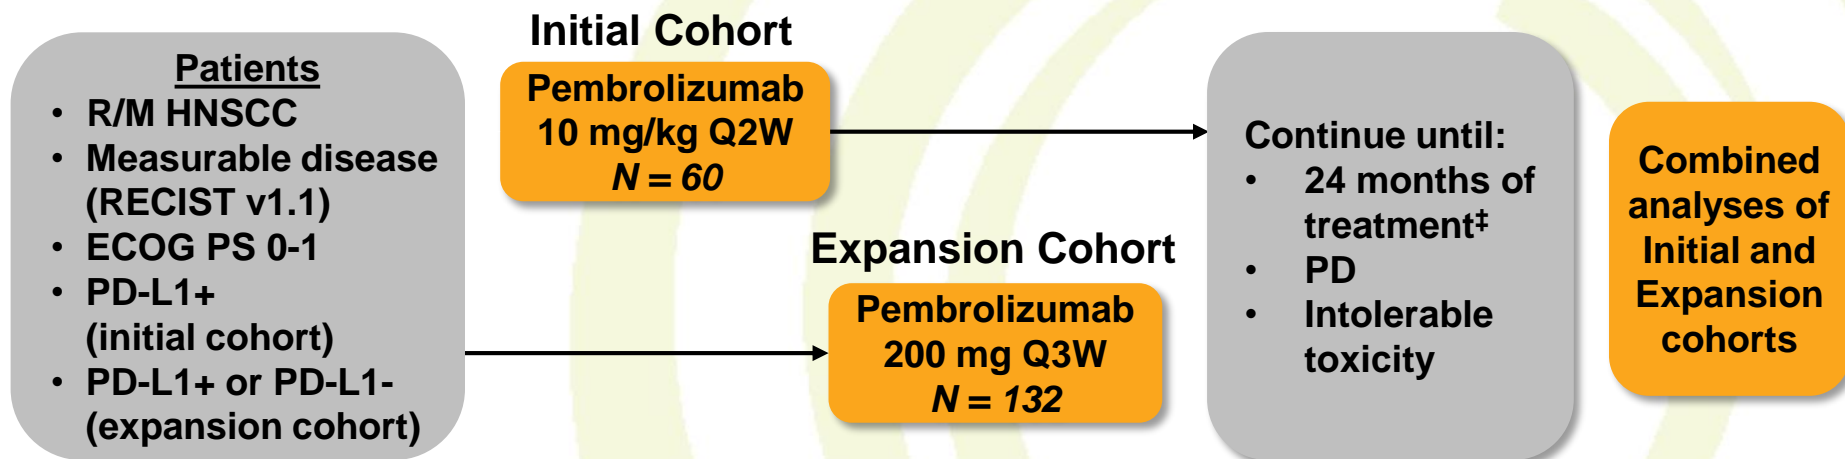 Patients
• R/M HNSCC
• Measurable disease
(RECIST v1.1)
• ECOG PS 0-1
• PD-L1+
(initial cohort)
• PD-L1+ or PD-L1-
(expansion cohort)
Initial Cohort
Pembrolizumab
10 mg/kg Q2W
N = 60
Expansion Cohort
Pembrolizumab
200 mg Q3W
N = 132
Continue until:
• 24 months of
treatment‡
• PD
• Intolerable
toxicity
Combined
analyses of
Initial and
Expansion
cohorts